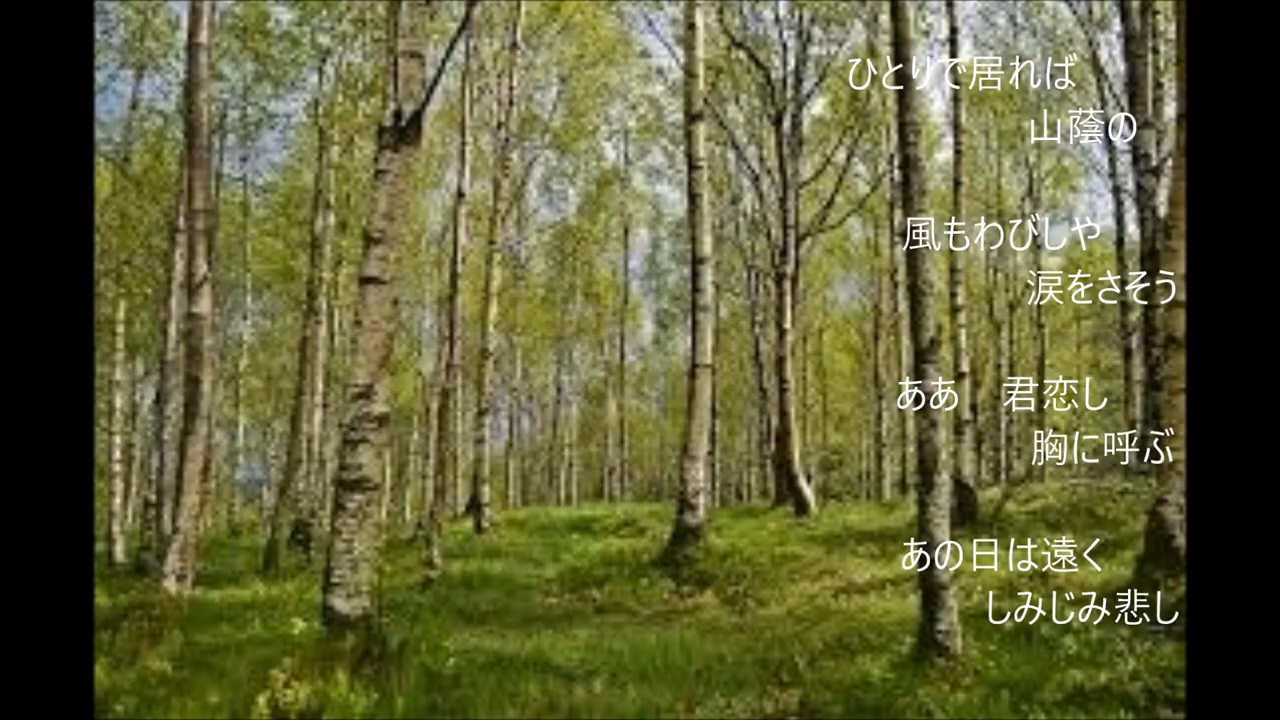 ひとりで居れば
山蔭の
風もわびしや
涙をさそう
ああ　君恋し
胸に呼ぶ
あの日は遠く
しみじみ悲し